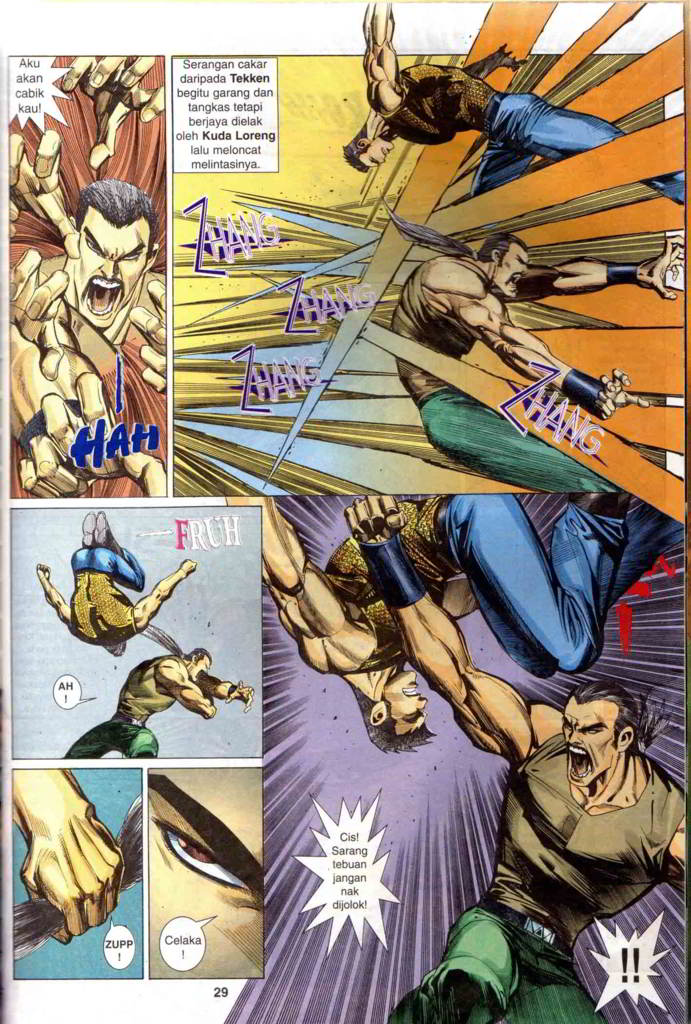 Aku
akan
cabik
kau!
HAH
Serangan cakar
daripada Tekken
begitu garang dan
tangkas tetapi
berjaya dielak
oleh Kuda Loreng
lalu meloncat
melintasinya.
ZHANG
ZHANG
ZHANG
ZHANG
FRUH
AH
!
ZUPP
!
Celaka
!
Cis!
Sarang
tebuan
jangan
nak
dijolok!
!!
29